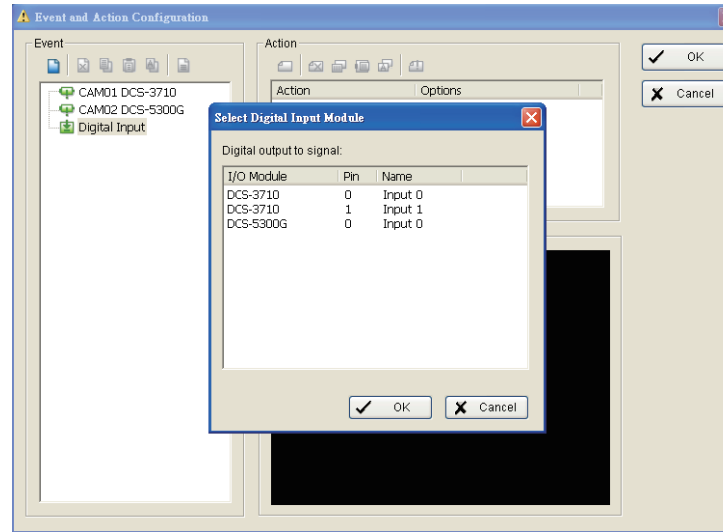 Event and Action Configuration
Event
CAM01 DCS-3710
CAM02 DCS-5300G
Digital Input
Action
Action Options
OK
Cancel
Select Digital Input Module
Digital output to signal:
I/O Module Pin Name
DCS-3710 0 Input 0
DCS-3710 1 Input 1
DCS-5300G 0 Input 0
OK Cancel